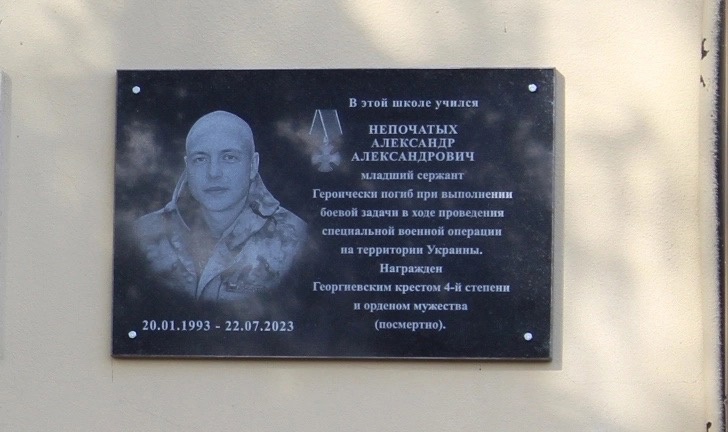 В этой школе учился
НЕПОЧАТЫХ
АЛЕКСАНДР
АЛЕКСАНДРОВИЧ
младший сержант
Героически погиб при выполнении
боевой задачи в ходе проведения
специальной военной операции
на территории Украины.
Награжден
Георгиевским крестом 4-й степени
и орденом мужества
(посмертно).
20.01.1993 - 22.07.2023